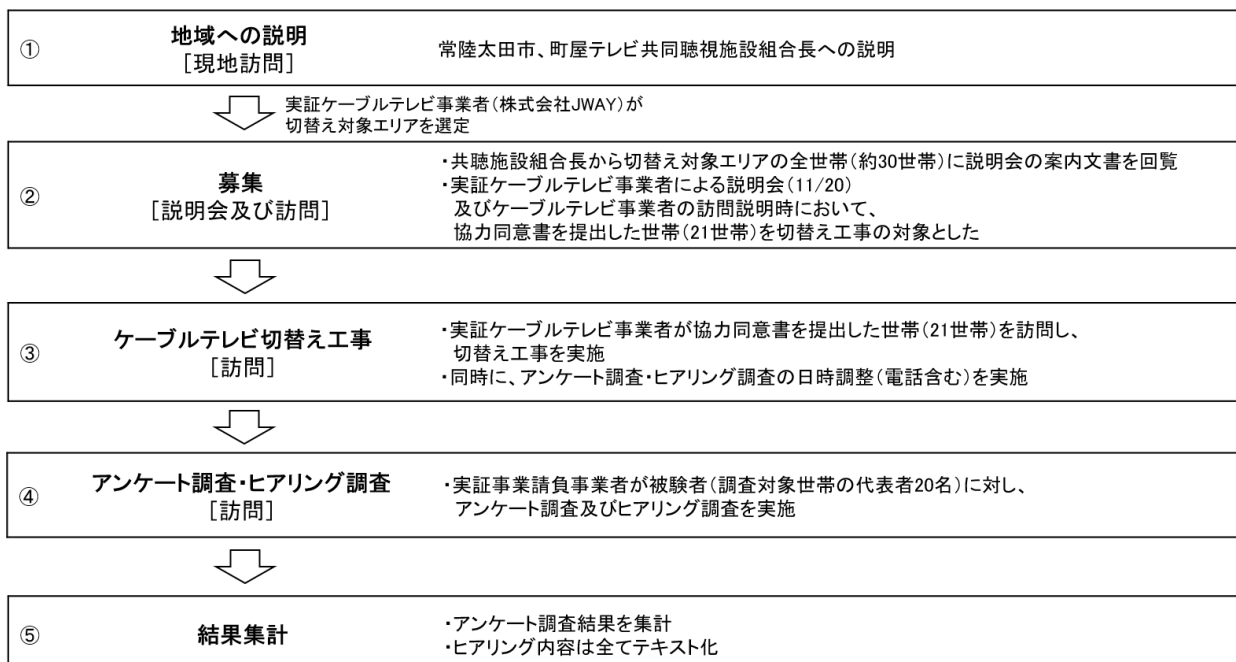 ①
地域への説明
［現地訪問］
常陸太田市、町屋テレビ共同聴視施設組合長への説明
実証ケーブルテレビ事業者（株式会社JWAY）が
切替え対象エリアを選定
②
募集
［説明会及び訪問］
・共聴施設組合長から切替え対象エリアの全世帯（約30世帯）に説明会の案内文書を回覧
・実証ケーブルテレビ事業者による説明会（11/20）
及びケーブルテレビ事業者の訪問説明時において、
協力同意書を提出した世帯（21世帯）を切替え工事の対象とした
③
ケーブルテレビ切替え工事
［訪問］
・実証ケーブルテレビ事業者が協力同意書を提出した世帯（21世帯）を訪問し、
切替え工事を実施
・同時に、アンケート調査・ヒアリング調査の日時調整（電話含む）を実施
④
アンケート調査・ヒアリング調査
［訪問］
・実証事業請負事業者が被験者（調査対象世帯の代表者20名）に対し、
アンケート調査及びヒアリング調査を実施
⑤
結果集計
・アンケート調査結果を集計
・ヒアリング内容は全てテキスト化